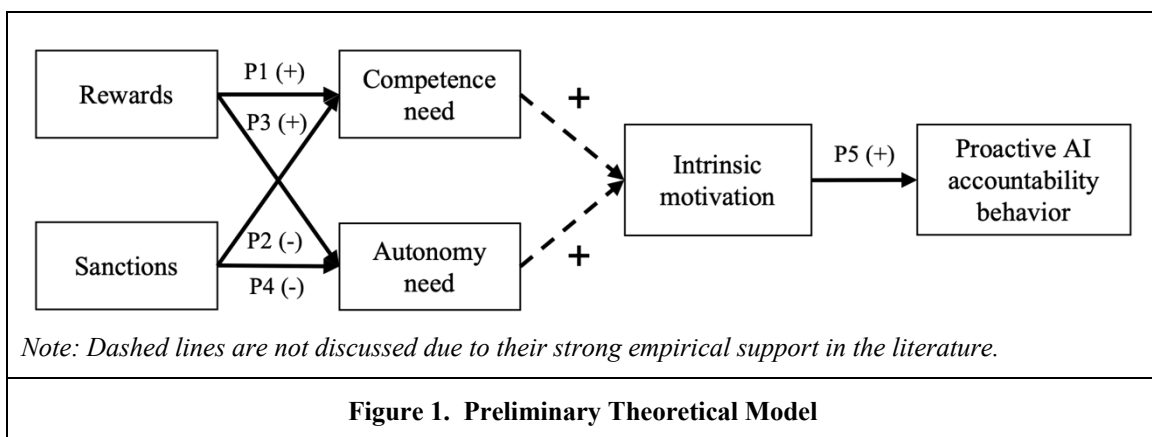 Rewards
P1 (+)
Competence
need
P3 (+)
+
Intrinsic
motivation
P5 (+)
Proactive AI
accountability
behavior
Sanctions
P2 (-)
P4 (-)
Autonomy
need
+
Note: Dashed lines are not discussed due to their strong empirical support in the literature.
Figure 1. Preliminary Theoretical Model